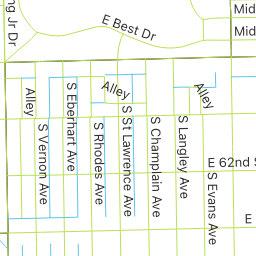 ng Jr Dr
E Best Dr
Mid
Mid
Alley
Alley
Alley
S Vernon Ave
S Eberhart Ave
S Rhodes Ave
S St Lawrence Ave
S Champlain Ave
S Langley Ave
S Evans Ave
E 62nd S
E